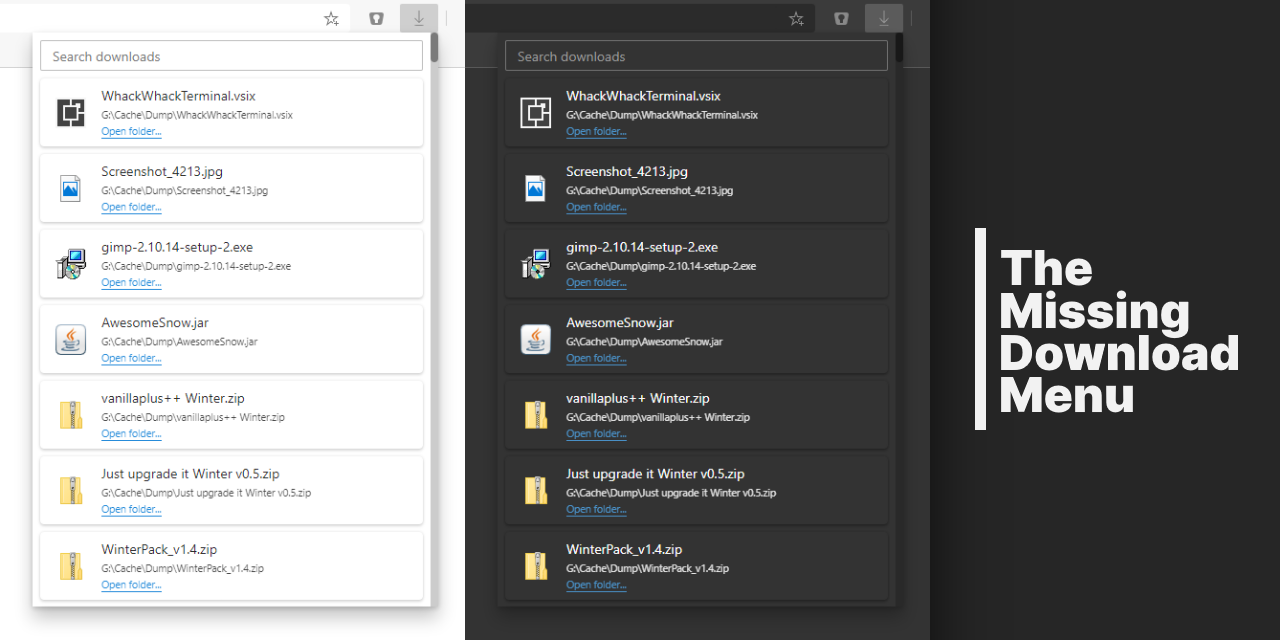 Search downloads
WhackWhackTerminal.vsix
G:\Cache\Dump\WhackWhackTerminal.vsix
Open folder...
Screenshot_4213.jpg
G:\Cache\Dump\Screenshot_4213.jpg
Open folder...
gimp-2.10.14-setup-2.exe
G:\Cache\Dump\gimp-2.10.14-setup-2.exe
Open folder...
AwesomeSnow.jar
G:\Cache\Dump\AwesomeSnow.jar
Open folder...
vanillaplus++ Winter.zip
G:\Cache\Dump\vanillaplus++ Winter.zip
Open folder...
Just upgrade it Winter v0.5.zip
G:\Cache\Dump\Just upgrade it Winter v0.5.zip
Open folder...
WinterPack_v1.4.zip
G:\Cache\Dump\WinterPack_v1.4.zip
Open folder...
Search downloads
WhackWhackTerminal.vsix
G:\Cache\Dump\WhackWhackTerminal.vsix
Open folder...
Screenshot_4213.jpg
G:\Cache\Dump\Screenshot_4213.jpg
Open folder...
gimp-2.10.14-setup-2.exe
G:\Cache\Dump\gimp-2.10.14-setup-2.exe
Open folder...
AwesomeSnow.jar
G:\Cache\Dump\AwesomeSnow.jar
Open folder...
vanillaplus++ Winter.zip
G:\Cache\Dump\vanillaplus++ Winter.zip
Open folder...
Just upgrade it Winter v0.5.zip
G:\Cache\Dump\Just upgrade it Winter v0.5.zip
Open folder...
WinterPack_v1.4.zip
G:\Cache\Dump\WinterPack_v1.4.zip
Open folder...
The
Missing
Download
Menu